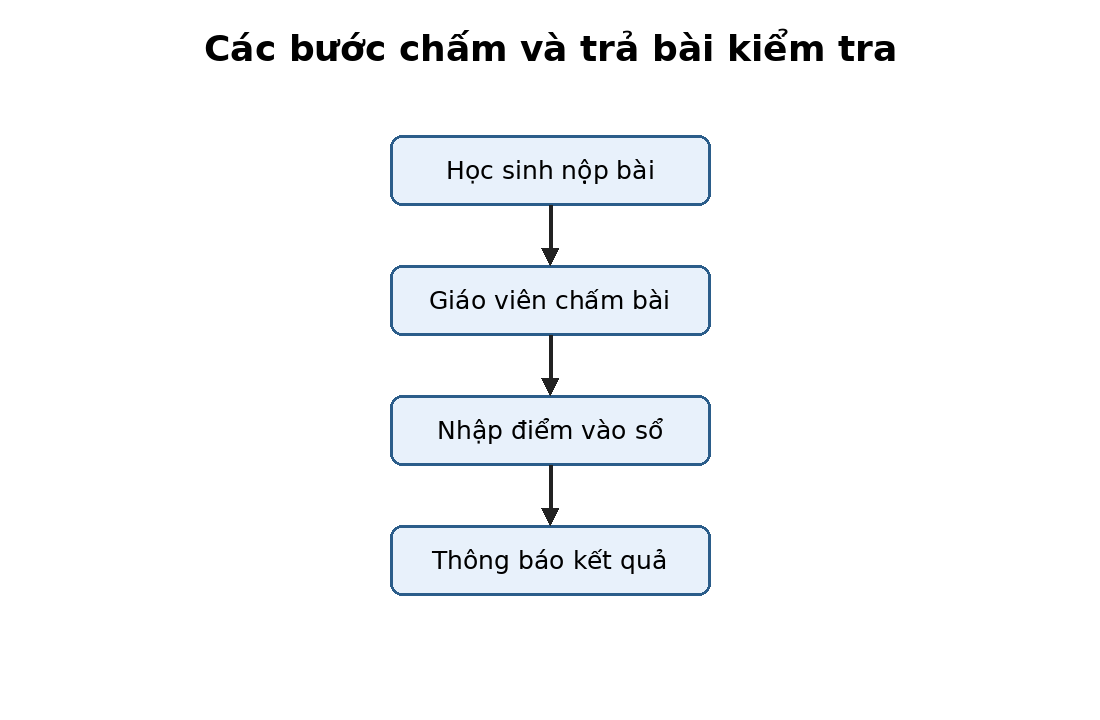 Các bước chấm và trả bài kiểm tra
Học sinh nộp bài
Giáo viên chấm bài
Nhập điểm vào sổ
Thông báo kết quả